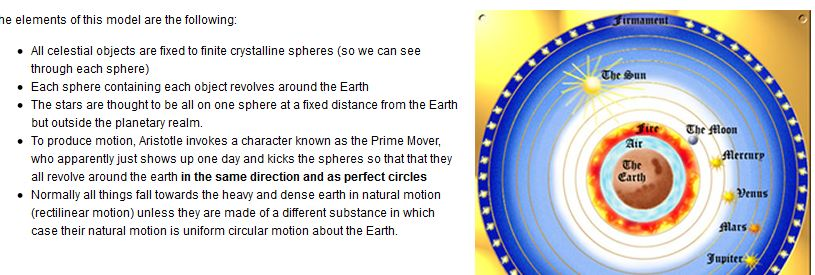 he elements of this model are the following:
All celestial objects are fixed to finite crystalline spheres (so we can see
through each sphere)
Each sphere containing each object revolves around the Earth
The stars are thought to be all on one sphere at a fixed distance from the Earth
but outside the planetary realm.
To produce motion, Aristotle invokes a character known as the Prime Mover,
who apparently just shows up one day and kicks the spheres so that that they
all revolve around the earth in the same direction and as perfect circles
Normally all things fall towards the heavy and dense earth in natural motion
(rectilinear motion) unless they are made of a different substance in which
case their natural motion is uniform circular motion about the Earth.
Firmament
The Sun
Fire
The Moon
Air
Mercury
The
Earth
Venus
Mars
Jupiter